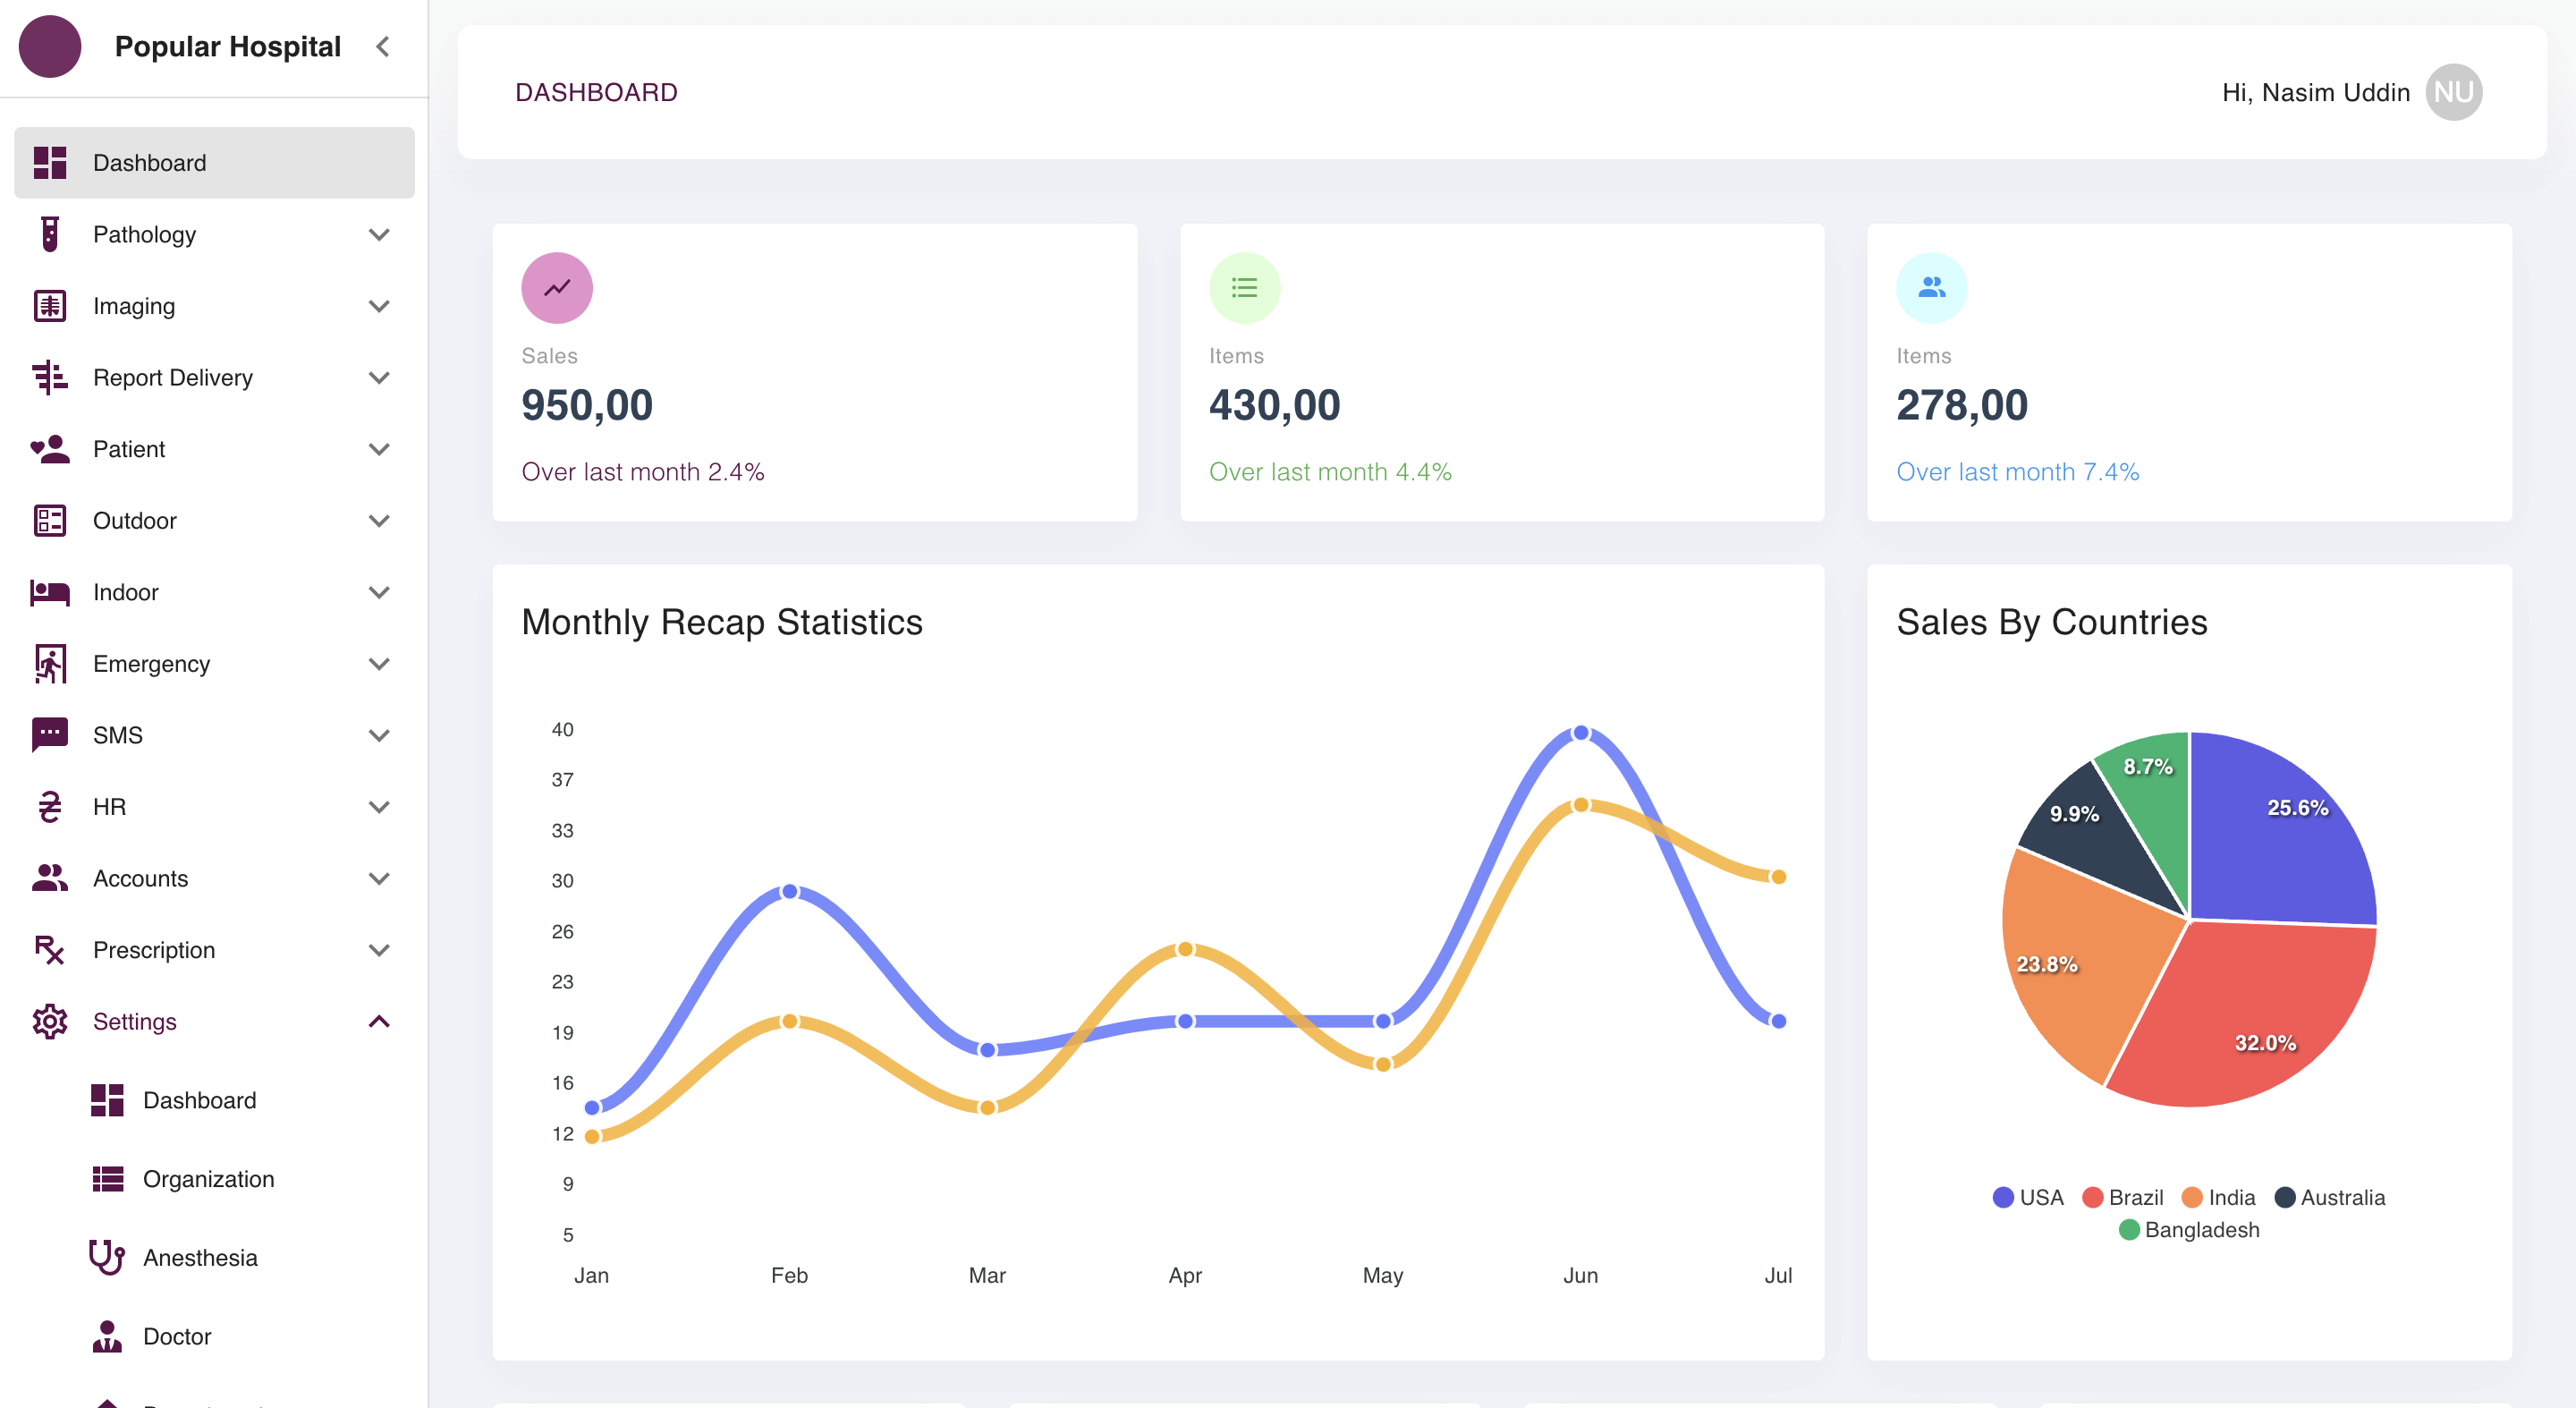 Popular Hospital
Dashboard
Pathology
Imaging
Report Delivery
Patient
Outdoor
Indoor
Emergency
SMS
HR
Accounts
Prescription
Settings
Dashboard
Organization
Anesthesia
Doctor
DASHBOARD
Hi, Nasim Uddin NU
Sales
950,00
Over last month 2.4%
Items
430,00
Over last month 4.4%
Items
278,00
Over last month 7.4%
Monthly Recap Statistics
40
37
33
30
26
23
19
16
12
9
5
Jan Feb Mar Apr May Jun Jul
Sales By Countries
8.7%
25.6%
9.9%
23.8%
32.0%
USA Brazil India Australia
Bangladesh